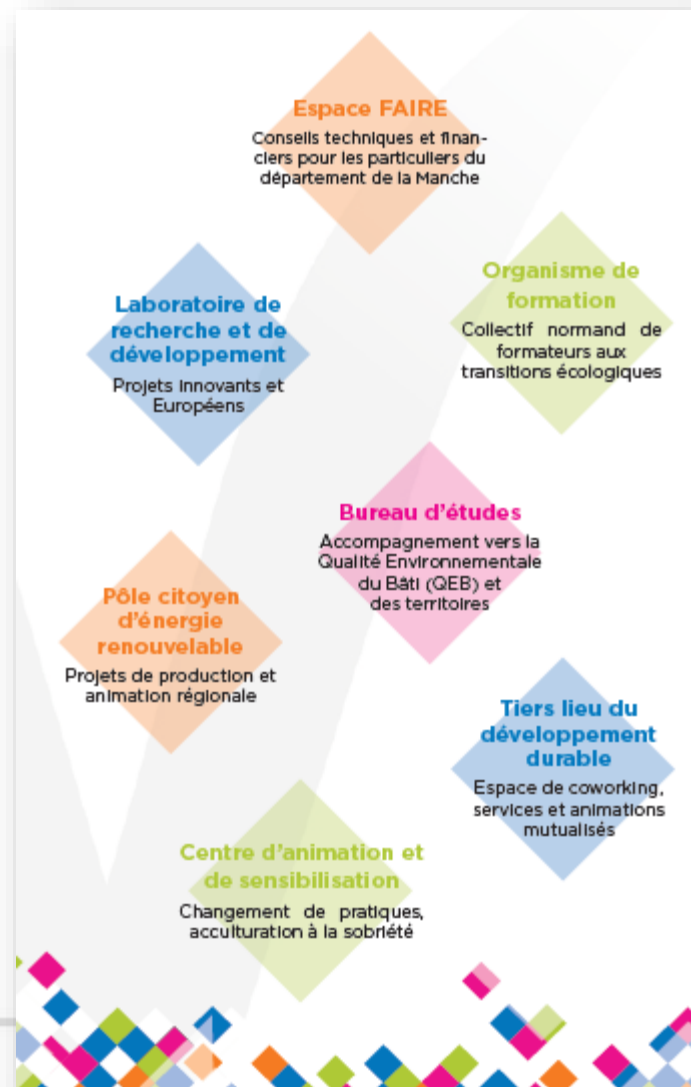 Espace FAIRE
Conseils techniques et finan-
ciers pour les particuliers du
département de la Manche
Laboratoire de
recherche et de
développement
Projets innovants et
Européens
Organisme de
formation
Collectif normand de
formateurs aux
transitions écologiques
Bureau d'études
Accompagnement vers la
Qualité Environnementale
du Bâti (QEB) et
des territoires
Pôle citoyen
d'énergie
renouvelable
Projets de production et
animation régionale
Tiers lieu du
développement
durable
Espace de coworking,
services et animations
mutualisés
Centre d'animation et
de sensibilisation
Changement de pratiques,
acculturation à la sobriété